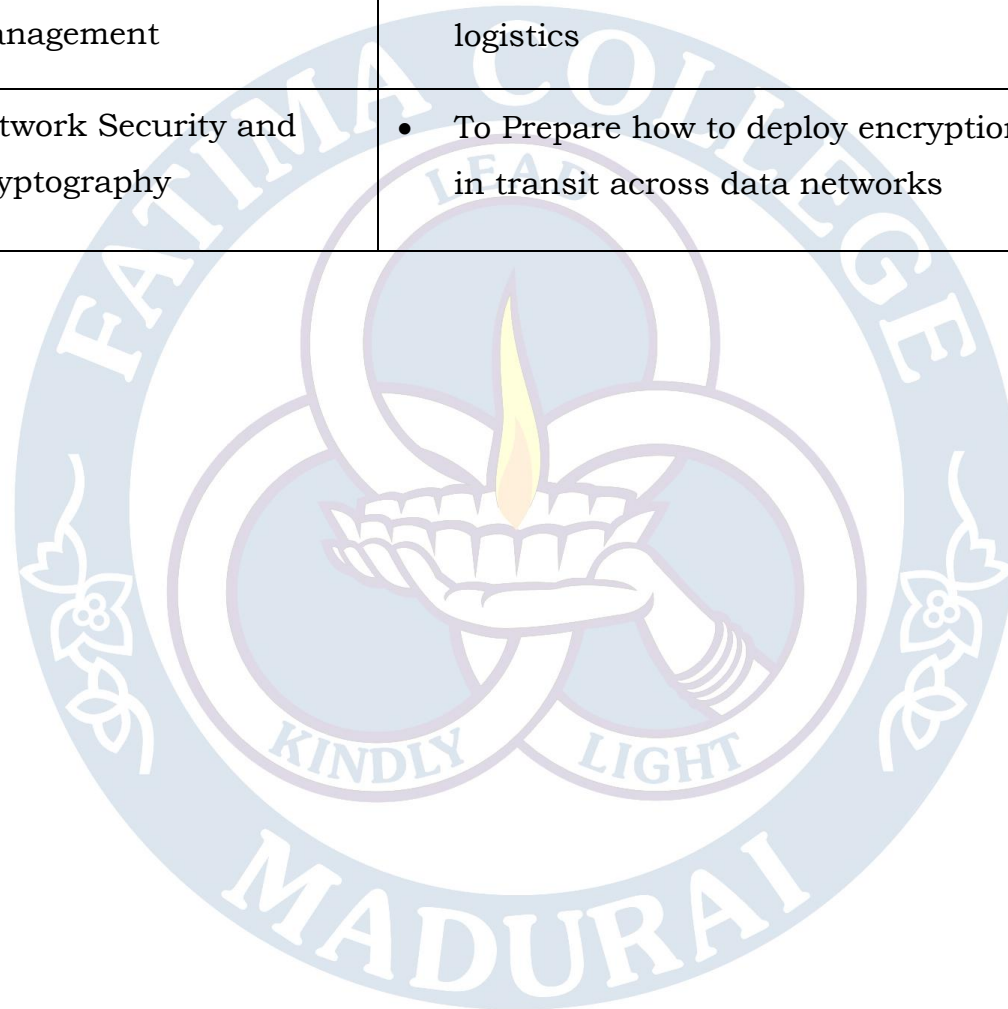 anagement
logistics
twork Security and
• To Prepare how to deploy encryption
yptography
in transit across data networks
FATIMA COLLEGE
LEAD
KINDLY
LIGHT
MADURAI